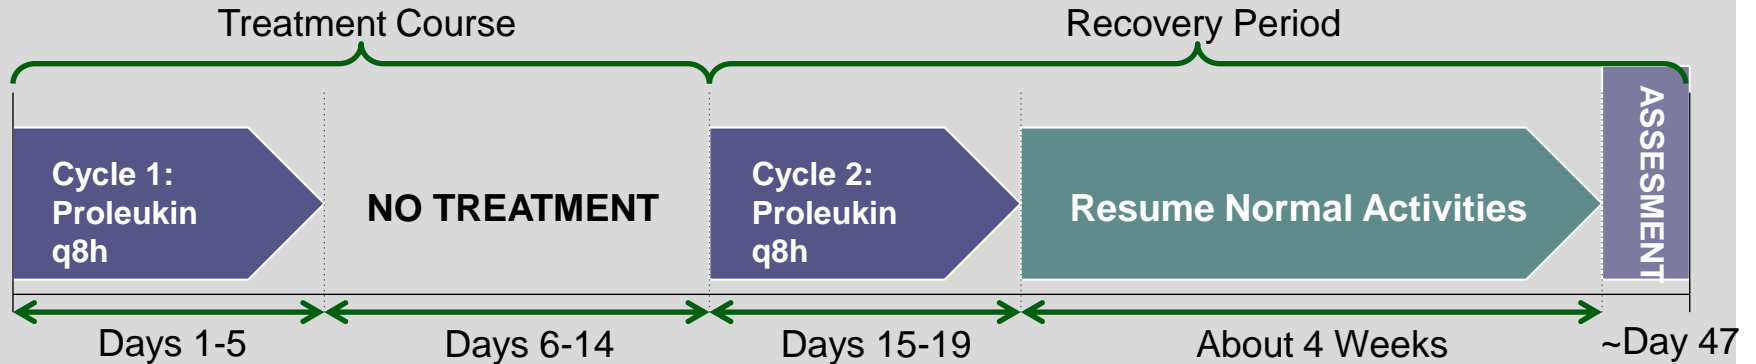 Treatment Course
Recovery Period
Cycle 1:
Proleukin
q8h
NO TREATMENT
Cycle 2:
Proleukin
q8h
Resume Normal Activities
ASSESSMENT
Days 1-5
Days 6-14
Days 15-19
About 4 Weeks
~Day 47